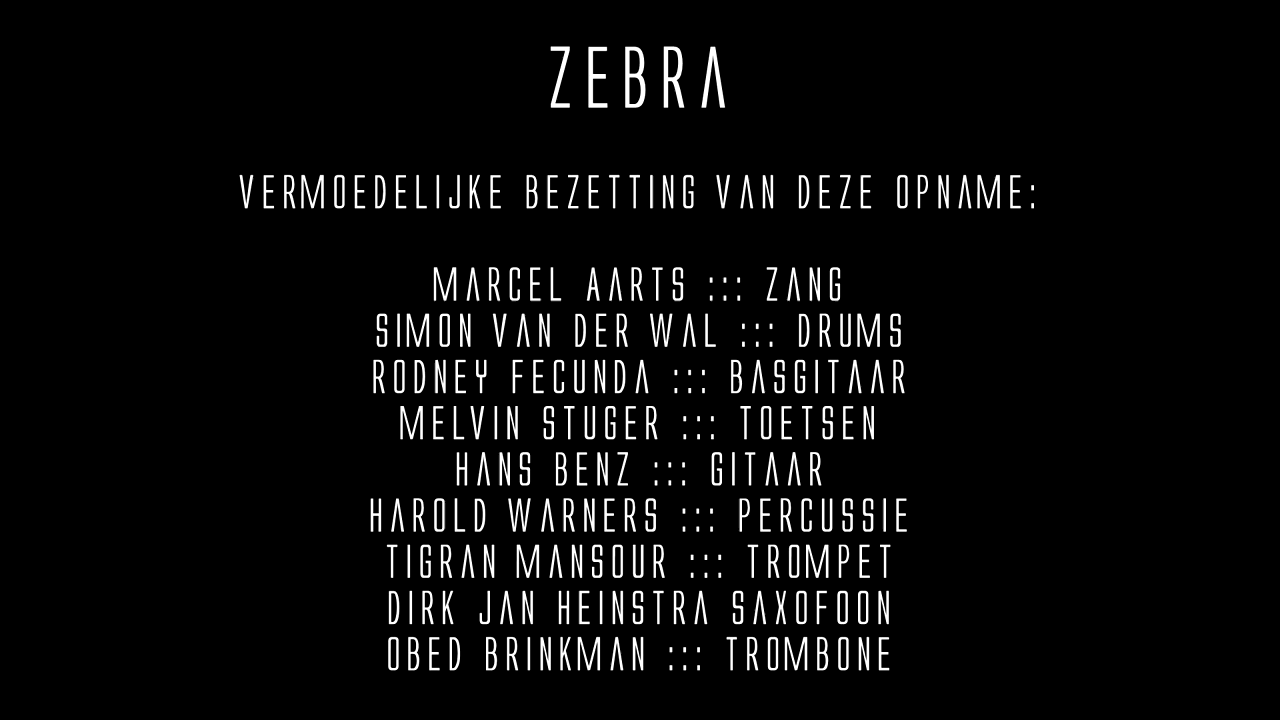 ZEBRA
VERMOEDELIJKE BEZETTING VAN DEZE OPNAME:
MARCEL AARTS ::: ZANG
SIMON VAN DER WAL ::: DRUMS
RODNEY FECUNDA ::: BASGITAAR
MELVIN STUGER ::: TOETSEN
HANS BENZ ::: GITAAR
HAROLD WARNERS ::: PERCUSSIE
TIGRAN MANSOUR ::: TROMPET
DIRK JAN HEINSTRA SAXOFOON
OBED BRINKMAN ::: TROMBONE